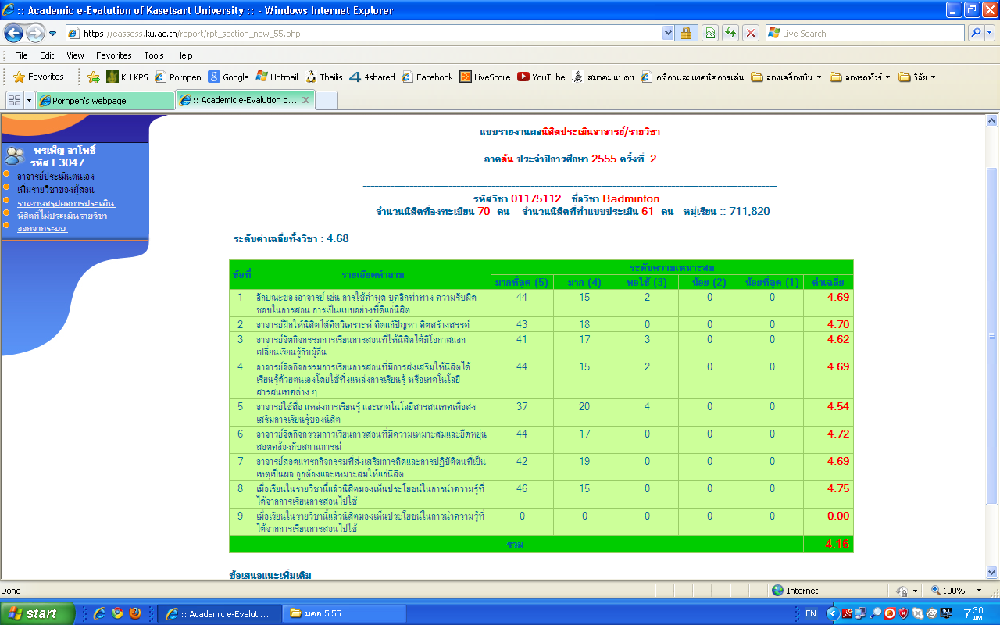 :: Academic e-Evalution of Kasetsart University :: - Windows Internet Explorer
https://eassess.ku.ac.th/report/rpt_section_new_55.php
Live Search
File Edit View Favorites Tools Help
Favorites KU KPS Pornpen Google Hotmail Thailis 4shared Facebook LiveScore YouTube สมาคมแบดฯ กติกาและเทคนิคการเล่น จองเครื่องบิน จองรถทัวร์ วิจัย
Pornpen's webpage :: Academic e-Evalution o...
พรเพ็ญ ลาโพธิ์
รหัส F3047
อาจารย์ประเมินตนเอง
เพิ่มรายวิชาของผู้สอน
รายงานสรุปผลการประเมิน
นิสิตที่ไม่ประเมินรายวิชา
ออกจากระบบ
แบบรายงานผลนิสิตประเมินอาจารย์/รายวิชา
ภาคต้น ประจำปีการศึกษา 2555 ครั้งที่ 2
รหัสวิชา 01175112 ชื่อวิชา Badminton
จำนวนนิสิตที่ลงทะเบียน 70 คน จำนวนนิสิตที่ทำแบบประเมิน 61 คน หมู่เรียน :: 711,820
ระดับค่าเฉลี่ยทั้งวิชา : 4.68
ข้อที่ รายละเอียดคำถาม ระดับความเหมาะสม
มากที่สุด (5) มาก (4) พอใช้ (3) น้อย (2) น้อยที่สุด (1) ค่าเฉลี่ย
1 ลักษณะของอาจารย์ เช่น การใช้คำพูด บุคลิกท่าทาง ความรับผิด 44 15 2 0 0 4.69
ชอบในการสอน การเป็นแบบอย่างที่ดีแก่นิสิต
2 อาจารย์ฝึกให้นิสิตได้คิดวิเคราะห์ คิดแก้ปัญหา คิดสร้างสรรค์ 43 18 0 0 0 4.70
3 อาจารย์จัดกิจกรรมการเรียนการสอนที่ให้นิสิตได้มีโอกาสแลก 41 17 3 0 0 4.62
เปลี่ยนเรียนรู้กับผู้อื่น
4 อาจารย์จัดกิจกรรมการเรียนการสอนที่มีการส่งเสริมให้นิสิตได้ 44 15 2 0 0 4.69
เรียนรู้ด้วยตนเองโดยใช้ทั้งแหล่งการเรียนรู้ หรือเทคโนโลยี
สารสนเทศต่าง ๆ
5 อาจารย์ใช้สื่อ แหล่งการเรียนรู้ และเทคโนโลยีสารสนเทศเพื่อส่ง 37 20 4 0 0 4.54
เสริมการเรียนรู้ของนิสิต
6 อาจารย์จัดกิจกรรมการเรียนการสอนที่มีความเหมาะสมและยืดหยุ่น 44 17 0 0 0 4.72
สอดคล้องกับสถานการณ์
7 อาจารย์สอดแทรกกิจกรรมที่ส่งเสริมการคิดและการปฏิบัติตนที่เป็น 42 19 0 0 0 4.69
เหตุเป็นผล ถูกต้องและเหมาะสมให้แก่นิสิต
8 เมื่อเรียนในรายวิชานี้แล้วนิสิตมองเห็นประโยชน์ในการนำความรู้ที่ 46 15 0 0 0 4.75
ได้จากการเรียนการสอนไปใช้
9 เมื่อเรียนในรายวิชานี้แล้วนิสิตมองเห็นประโยชน์ในการนำความรู้ที่ 0 0 0 0 0 0.00
ได้จากการเรียนการสอนไปใช้
รวม 4.16
ข้อเสนอแนะเพิ่มเติม
Done Internet 100%
start :: Academic e-Evaluti... มคอ.5 55 EN 7:30 AM